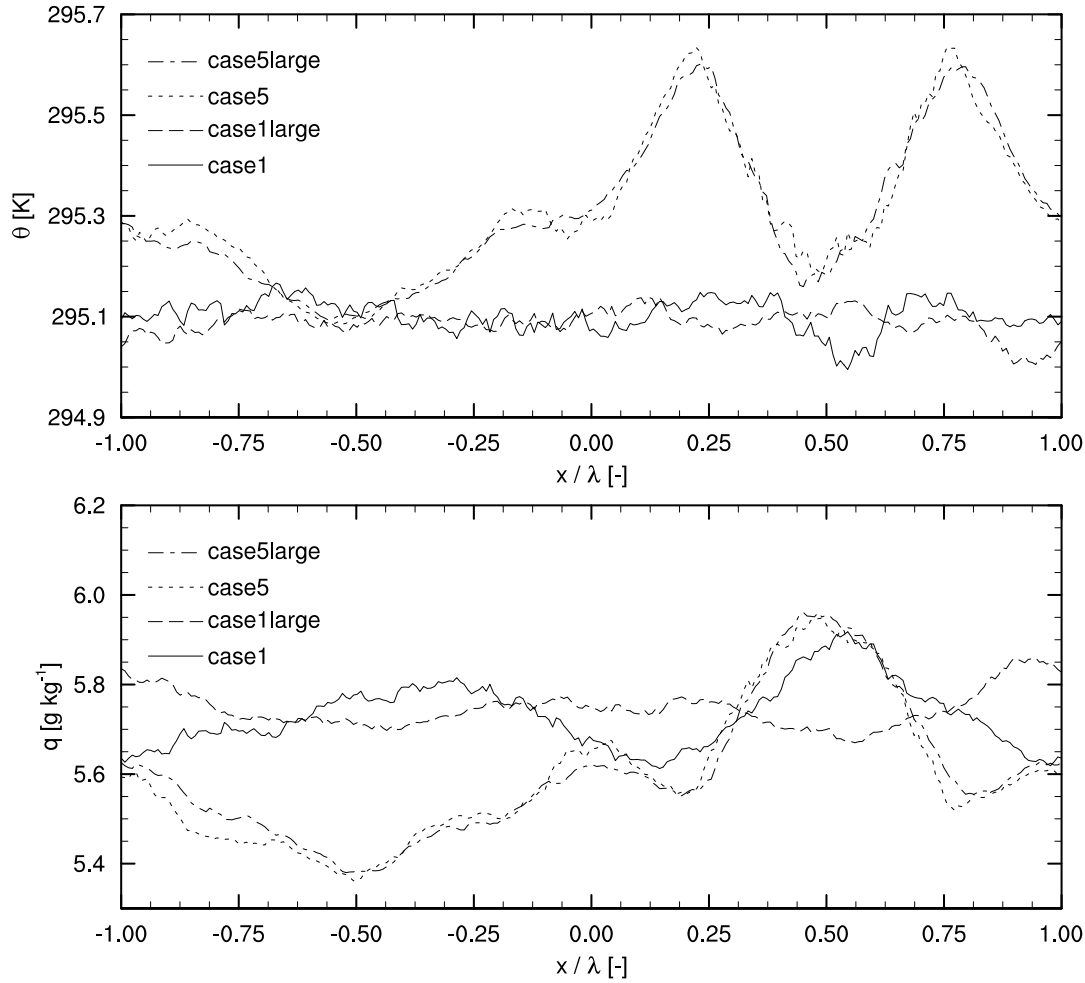 295.7
case5large
case5
295.5
case1large
case1
θ [K]
295.3
295.1
294.9
-1.00 -0.75 -0.50 -0.25 0.00 0.25 0.50 0.75 1.00
x / λ [-]
6.2
case5large
6.0
case5
case1large
case1
q [g kg⁻¹]
5.8
5.6
5.4
-1.00 -0.75 -0.50 -0.25 0.00 0.25 0.50 0.75 1.00
x / λ [-]